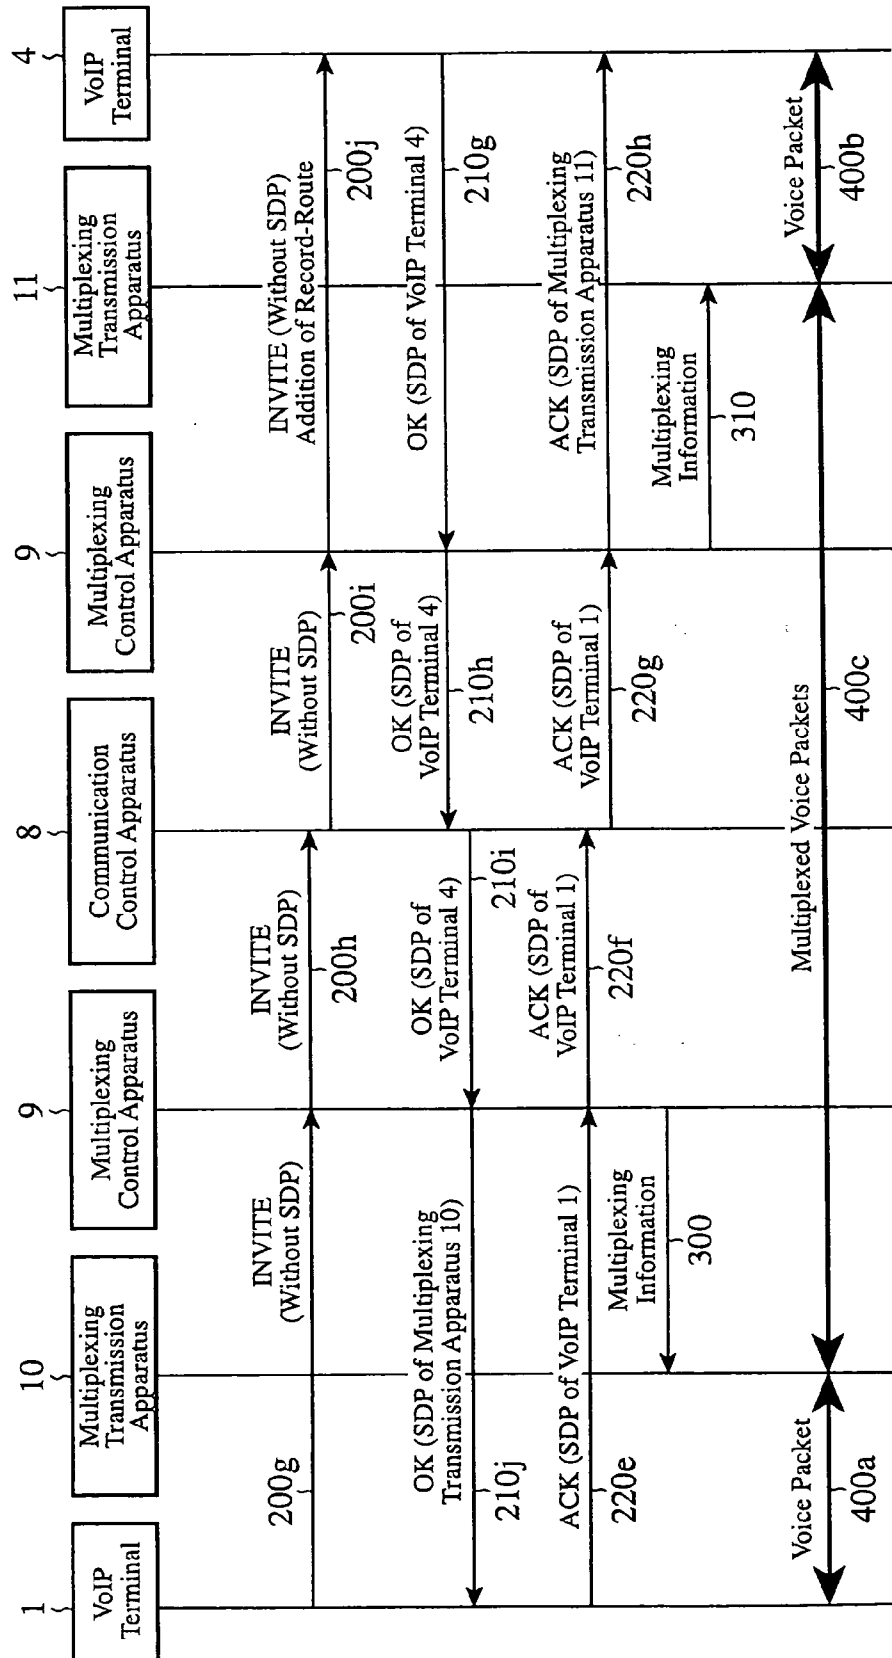 1
VoIP
Terminal
10
Multiplexing
Transmission
Apparatus
9
Multiplexing
Control Apparatus
8
Communication
Control Apparatus
9
Multiplexing
Control Apparatus
11
Multiplexing
Transmission
Apparatus
4
VoIP
Terminal
200g
INVITE
(Without SDP)
INVITE
(Without SDP)
200h
INVITE
(Without SDP)
200i
INVITE (Without SDP)
Addition of Record-Route
200j
OK (SDP of VoIP Terminal 4)
210g
OK (SDP of
VoIP Terminal 4)
210h
OK (SDP of
VoIP Terminal 4)
210i
OK (SDP of Multiplexing
Transmission Apparatus 10)
210j
ACK (SDP of VoIP Terminal 1)
220e
ACK (SDP of
VoIP Terminal 1)
220f
ACK (SDP of
VoIP Terminal 1)
220g
ACK (SDP of Multiplexing
Transmission Apparatus 11)
220h
Multiplexing
Information
300
Multiplexing
Information
310
Voice Packet
400a
Multiplexed Voice Packets
400c
Voice Packet
400b